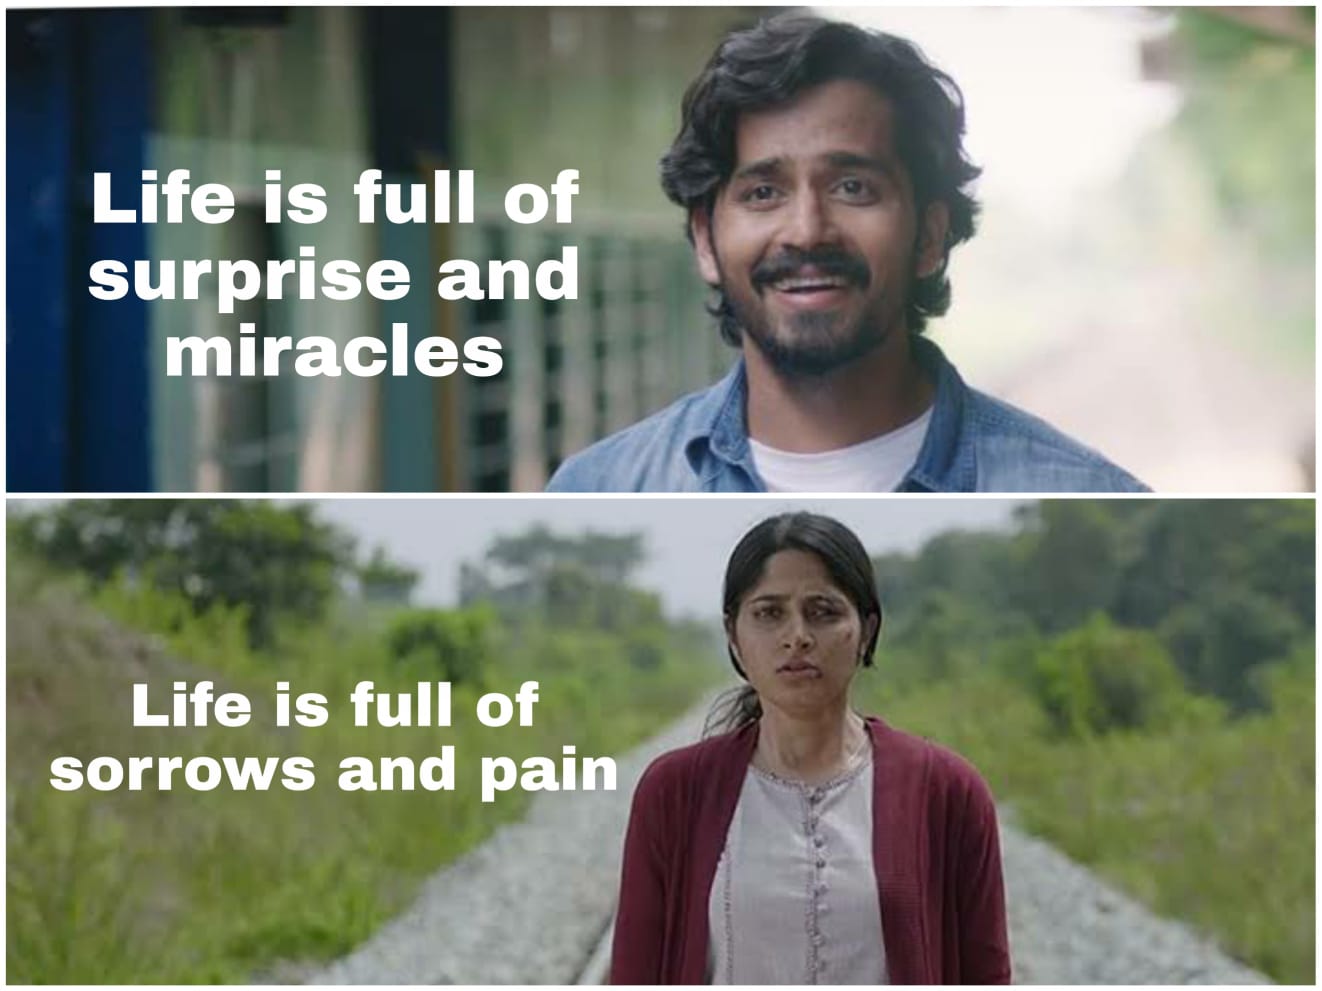 Life is full of
surprise and
miracles
Life is full of
sorrows and pain